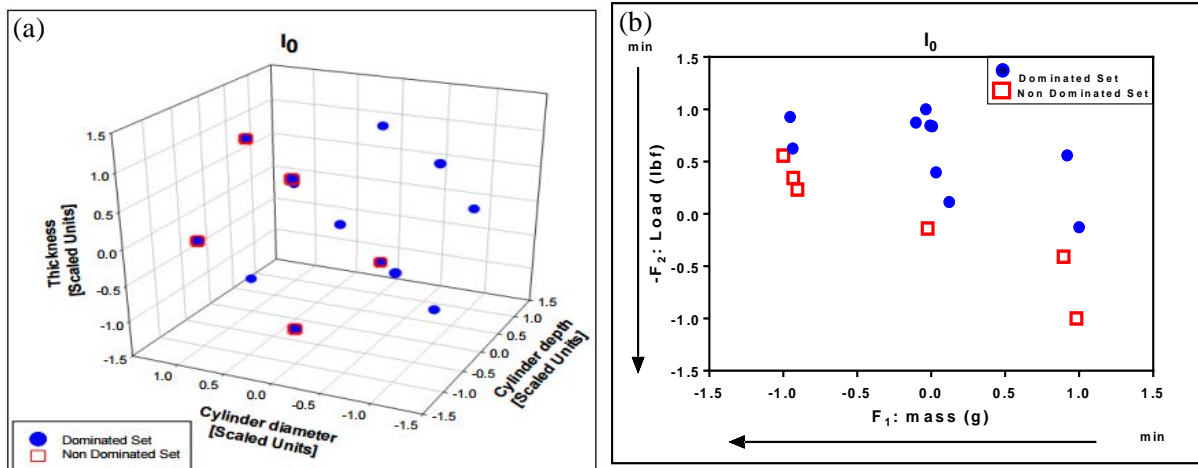 (a)
I0
1.5
1.0
0.5
0.0
-0.5
-1.0
-1.5
Thickness
[Scaled Units]
1.0
0.5
0.0
-0.5
-1.0
-1.5
Cylinder diameter
[Scaled Units]
1.5
1.0
0.5
0.0
-0.5
-1.0
-1.5
Cylinder depth
[Scaled Units]
Dominated Set
Non Dominated Set
(b)
min
I0
Dominated Set
Non Dominated Set
1.5
1.0
0.5
0.0
-0.5
-1.0
-1.5
-F2: Load (lbf)
-1.5 -1.0 -0.5 0.0 0.5 1.0 1.5
F1: mass (g)
min